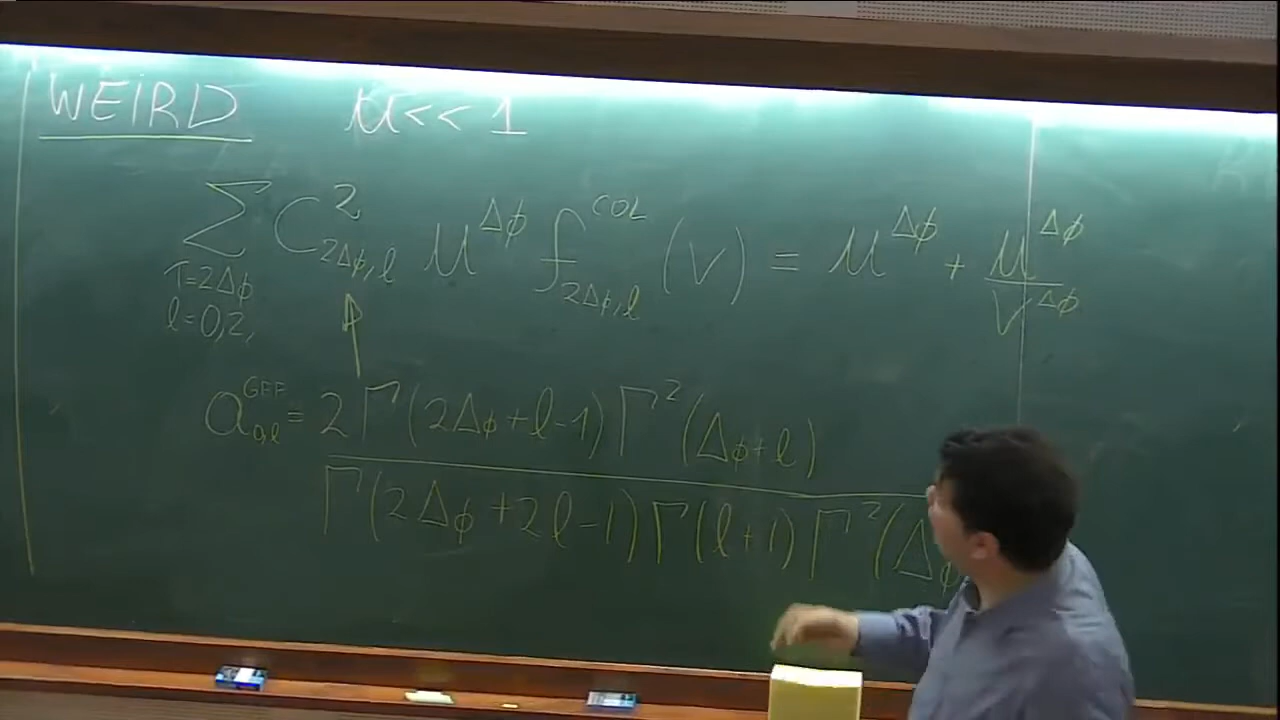 WEIRD u << 1
∑ C²_{2Δϕ,l} u^{Δϕ} f^{COL}_{2Δϕ,l} (v) = u^{Δϕ} + u^{Δϕ} / v^{Δϕ}
τ=2Δϕ
l=0,2,
a^{GFF}_{0,l} = 2Γ(2Δϕ+l-1)Γ²(Δϕ+l)
Γ(2Δϕ+2l-1)Γ(l+1)Γ²(Δϕ